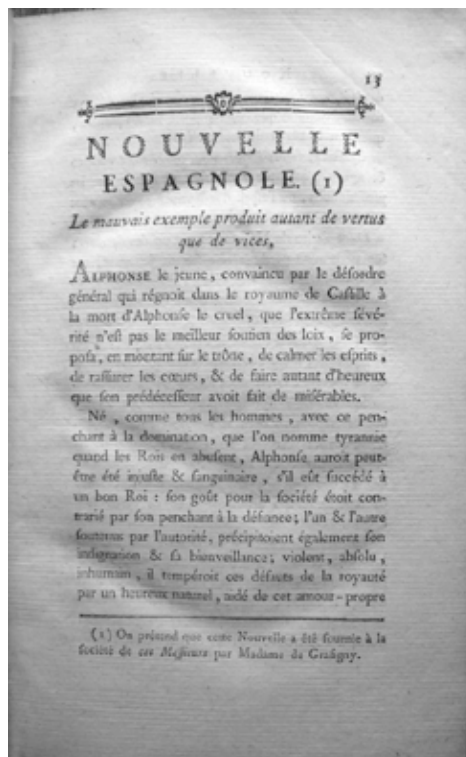 13
NOUVELLE
ESPAGNOLE. (1)
Le mauvais exemple produit autant de vertus
que de vices,
ALPHONSE le jeune, convaincu par le désordre
général qui régnoit dans le royaume de Castille à
la mort d'Alphonse le cruel, que l'extrême sévé-
rité n'est pas le meilleur soutien des loix, se pro-
posa, en montant sur le trône, de calmer les esprits,
de rassurer les cœurs, & de faire autant d'heureux
que son prédécesseur avoit fait de misérables.
Né, comme tous les hommes, avec ce pen-
chant à la domination, que l'on nomme tyrannie
quand les Rois en abusent, Alphonse auroit peut-
être été injuste & sanguinaire, s'il eût succédé à
un bon Roi : son goût pour la société étoit con-
trarié par son penchant à la défiance; l'un & l'autre
soutenus par l'autorité, précipitoient également son
indignation & sa bienveillance; violent, absolu,
inhumain, il tempéroit ces défauts de la royauté
par un heureux naturel, aidé de cet amour-propre
(1) On prétend que cette Nouvelle a été fournie à la
société de ces Messieurs par Madame de Grafigny.